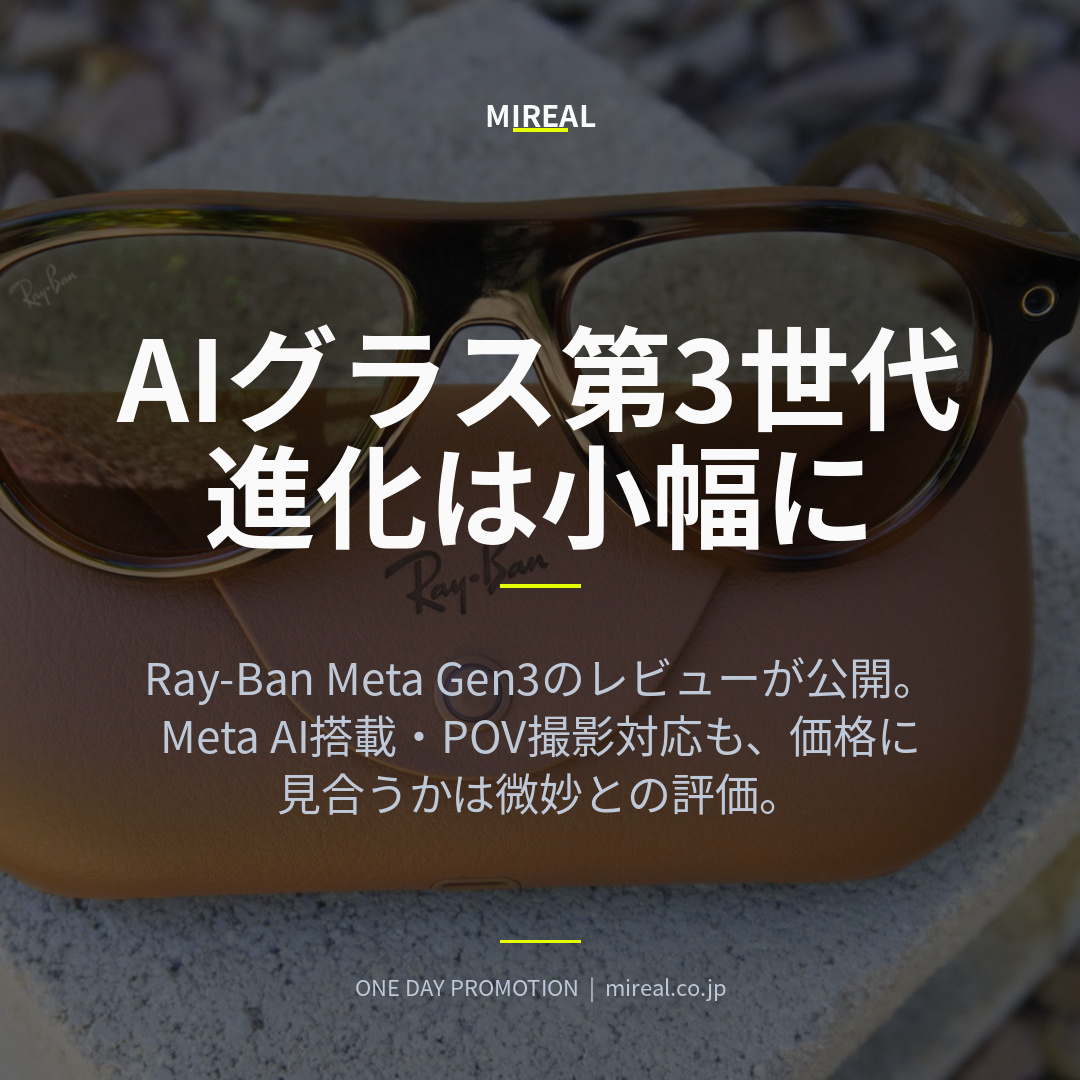 MIREAL
Ray-Ban
AIグラス第3世代
進化は小幅に
Ray-Ban
Ray-Ban Meta Gen3のレビューが公開。
Meta AI搭載・POV撮影対応も、価格に
見合うかは微妙との評価。
ONE DAY PROMOTION | mireal.co.jp